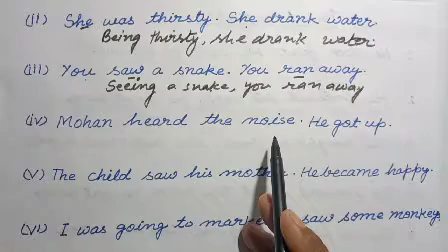 (ii) She was thirsty. She drank water.
Being thirsty, she drank water
(iii) You saw a snake. You ran away.
Seeing a snake, you ran away
(iv) Mohan heard the noise. He got up.
(v) The child saw his mother. He became happy.
(vi) I was going to saw some monkey